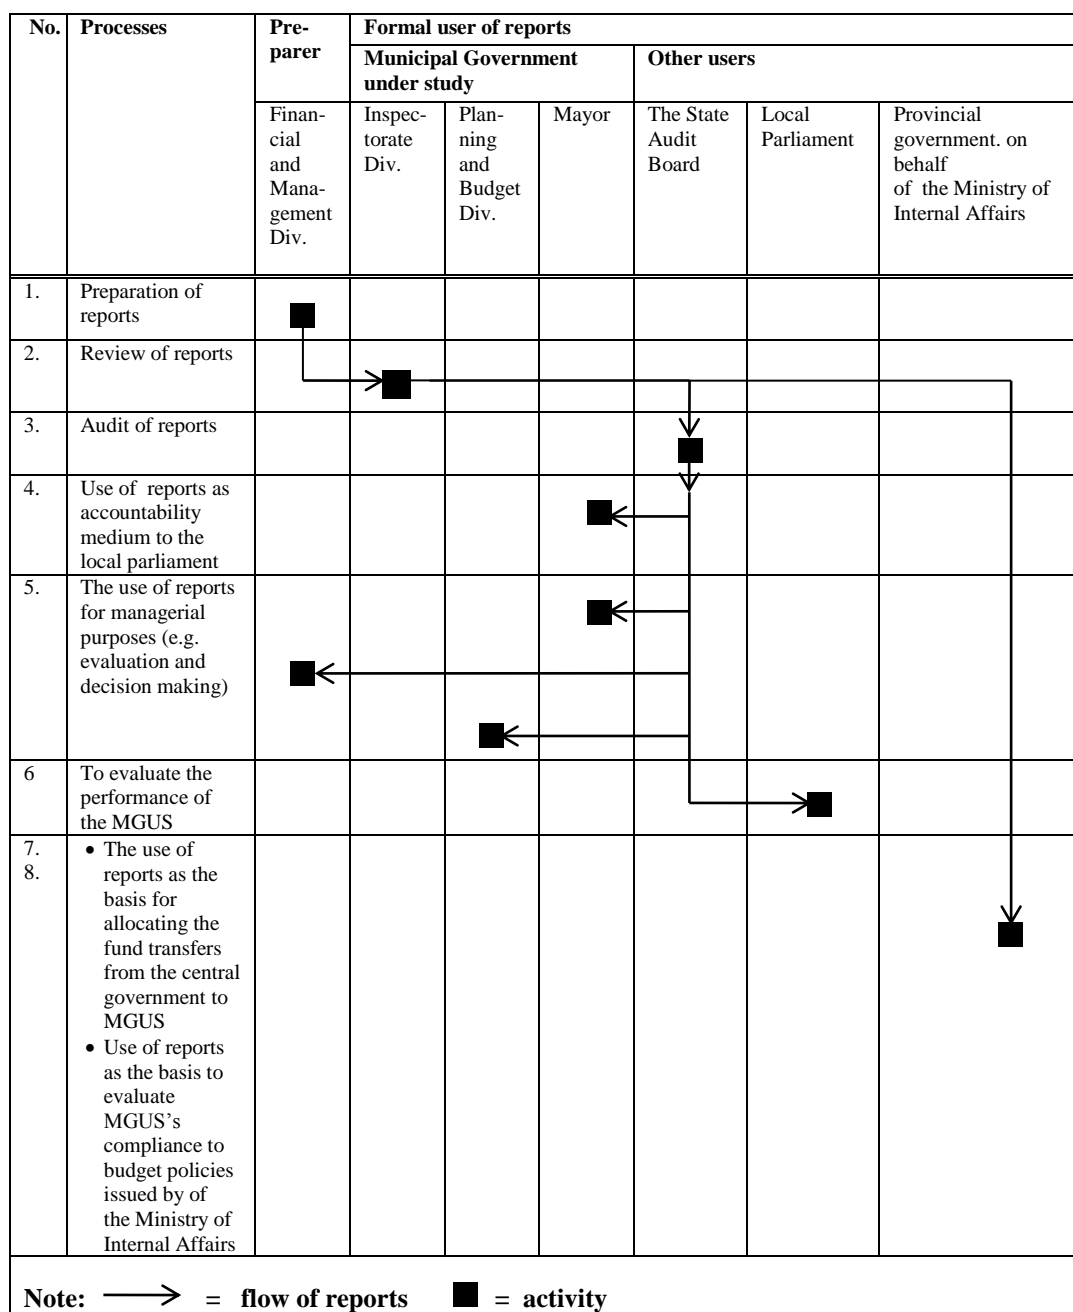 No. Processes Pre- Formal user of reports
parer Municipal Government Other users
under study
Finan- Inspec- Plan- Mayor The State Local Provincial
cial torate ning Audit Parliament government. on
and Div. and Board behalf
Mana- Budget of the Ministry of
gement Div. Internal Affairs
Div.
1. Preparation of
reports
2. Review of reports
3. Audit of reports
4. Use of reports as
accountability
medium to the
local parliament
5. The use of reports
for managerial
purposes (e.g.
evaluation and
decision making)
6 To evaluate the
performance of
the MGUS
7. • The use of
8. reports as the
basis for
allocating the
fund transfers
from the central
government to
MGUS
• Use of reports
as the basis to
evaluate
MGUS’s
compliance to
budget policies
issued by of
the Ministry of
Internal Affairs
Note: = flow of reports = activity